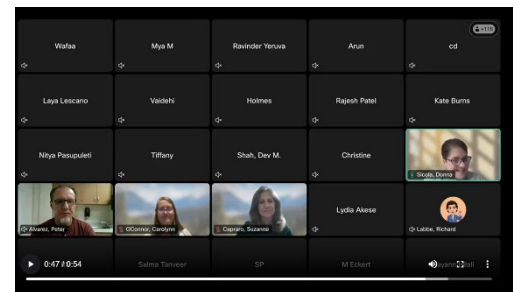 +115
Wafaa
Mya M
Ravinder Yeruva
Arun
cd
Laya Lescano
Vaidehi
Holmes
Rajesh Patel
Kate Burns
Nitya Pasupuleti
Tiffany
Shah, Dev M.
Christine
Sicola, Donna
Alvarez, Peter
OConnor, Carolynn
Capraro, Suzanne
Lydia Akese
Labbe, Richard
0:47 / 0:54
Salma Tanveer
SP
M Eckert